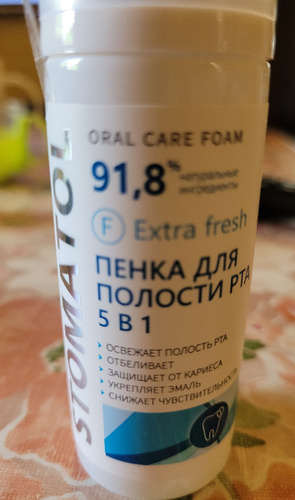 STOMATOL
ORAL CARE FOAM
91,8% натуральные
ингредиенты
F Extra fresh
ПЕНКА ДЛЯ
ПОЛОСТИ РТА
5 В 1
ОСВЕЖАЕТ ПОЛОСТЬ РТА
ОТБЕЛИВАЕТ
ЗАЩИЩАЕТ ОТ КАРИЕСА
УКРЕПЛЯЕТ ЭМАЛЬ
СНИЖАЕТ ЧУВСТВИТЕЛЬНОСТЬ